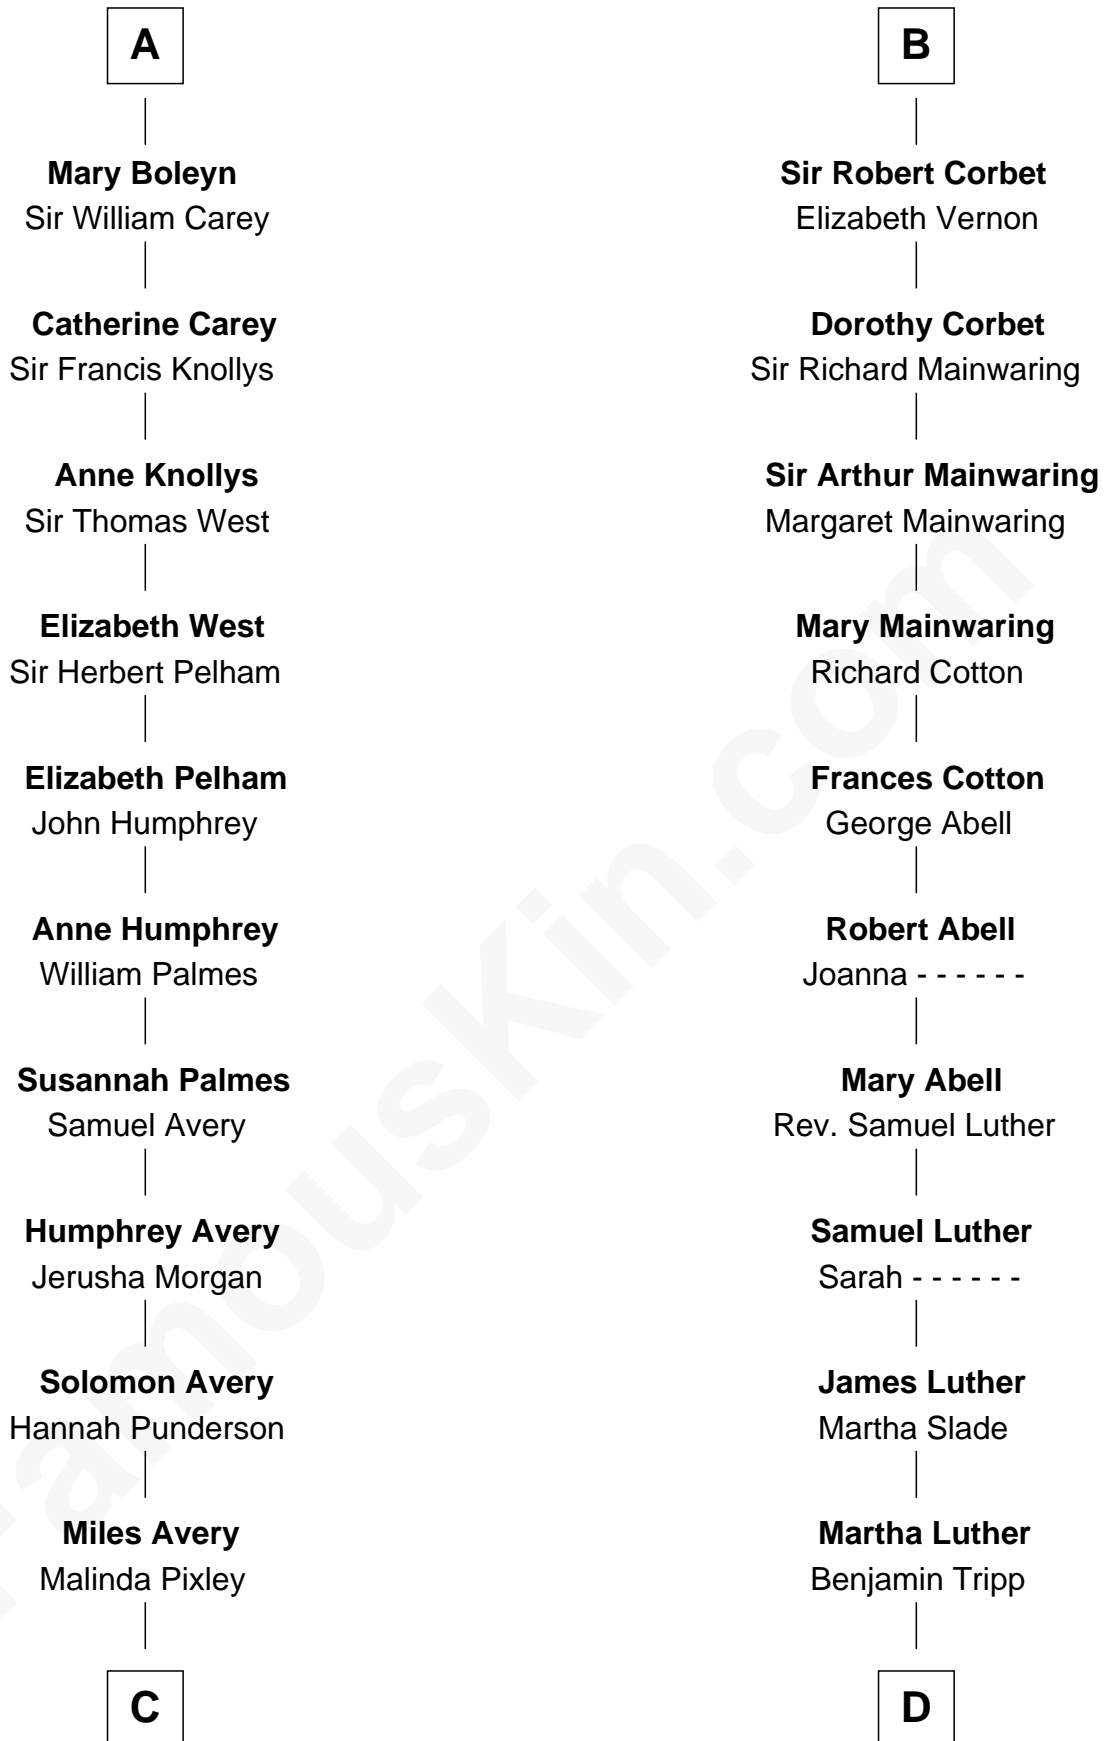 A
Mary Boleyn
Sir William Carey
Catherine Carey
Sir Francis Knollys
Anne Knollys
Sir Thomas West
Elizabeth West
Sir Herbert Pelham
Elizabeth Pelham
John Humphrey
Anne Humphrey
William Palmes
Susannah Palmes
Samuel Avery
Humphrey Avery
Jerusha Morgan
Solomon Avery
Hannah Punderson
Miles Avery
Malinda Pixley
C
B
Sir Robert Corbet
Elizabeth Vernon
Dorothy Corbet
Sir Richard Mainwaring
Sir Arthur Mainwaring
Margaret Mainwaring
Mary Mainwaring
Richard Cotton
Frances Cotton
George Abell
Robert Abell
Joanna - - - - - -
Mary Abell
Rev. Samuel Luther
Samuel Luther
Sarah - - - - - -
James Luther
Martha Slade
Martha Luther
Benjamin Tripp
D
FamousKin.com